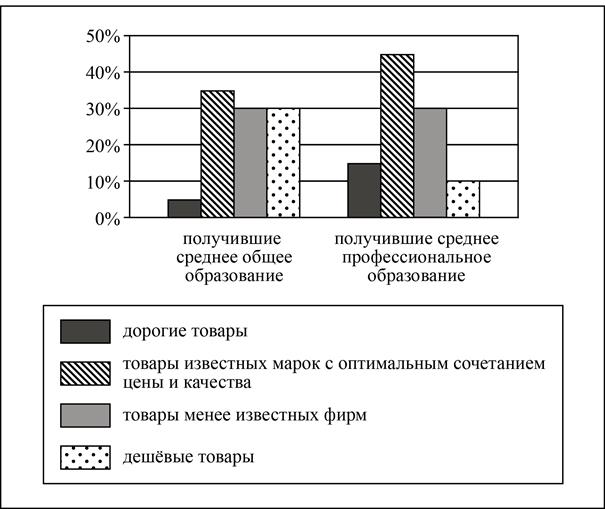 50%
40%
30%
20%
10%
0%
получившие
среднее общее
образование
получившие среднее
профессиональное
образование
дорогие товары
товары известных марок с оптимальным сочетанием
цены и качества
товары менее известных фирм
дешёвые товары